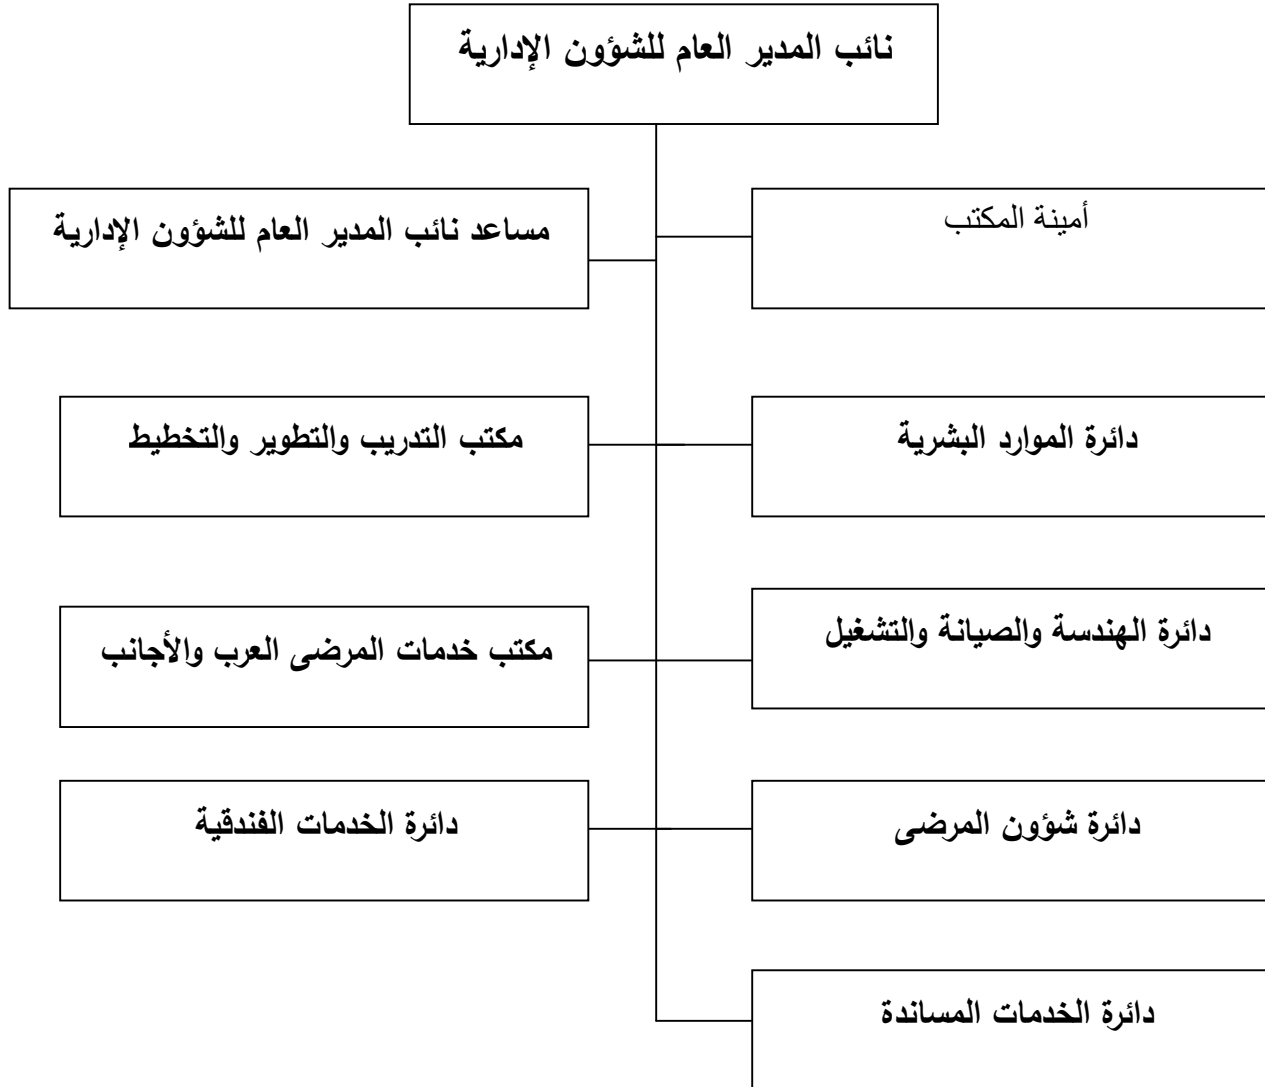 نائب المدير العام للشؤون الإدارية
أمينة المكتب
مساعد نائب المدير العام للشؤون الإدارية
دائرة الموارد البشرية
مكتب التدريب والتطوير والتخطيط
دائرة الهندسة والصيانة والتشغيل
مكتب خدمات المرضى العرب والأجانب
دائرة شؤون المرضى
دائرة الخدمات الفندقية
دائرة الخدمات المساندة